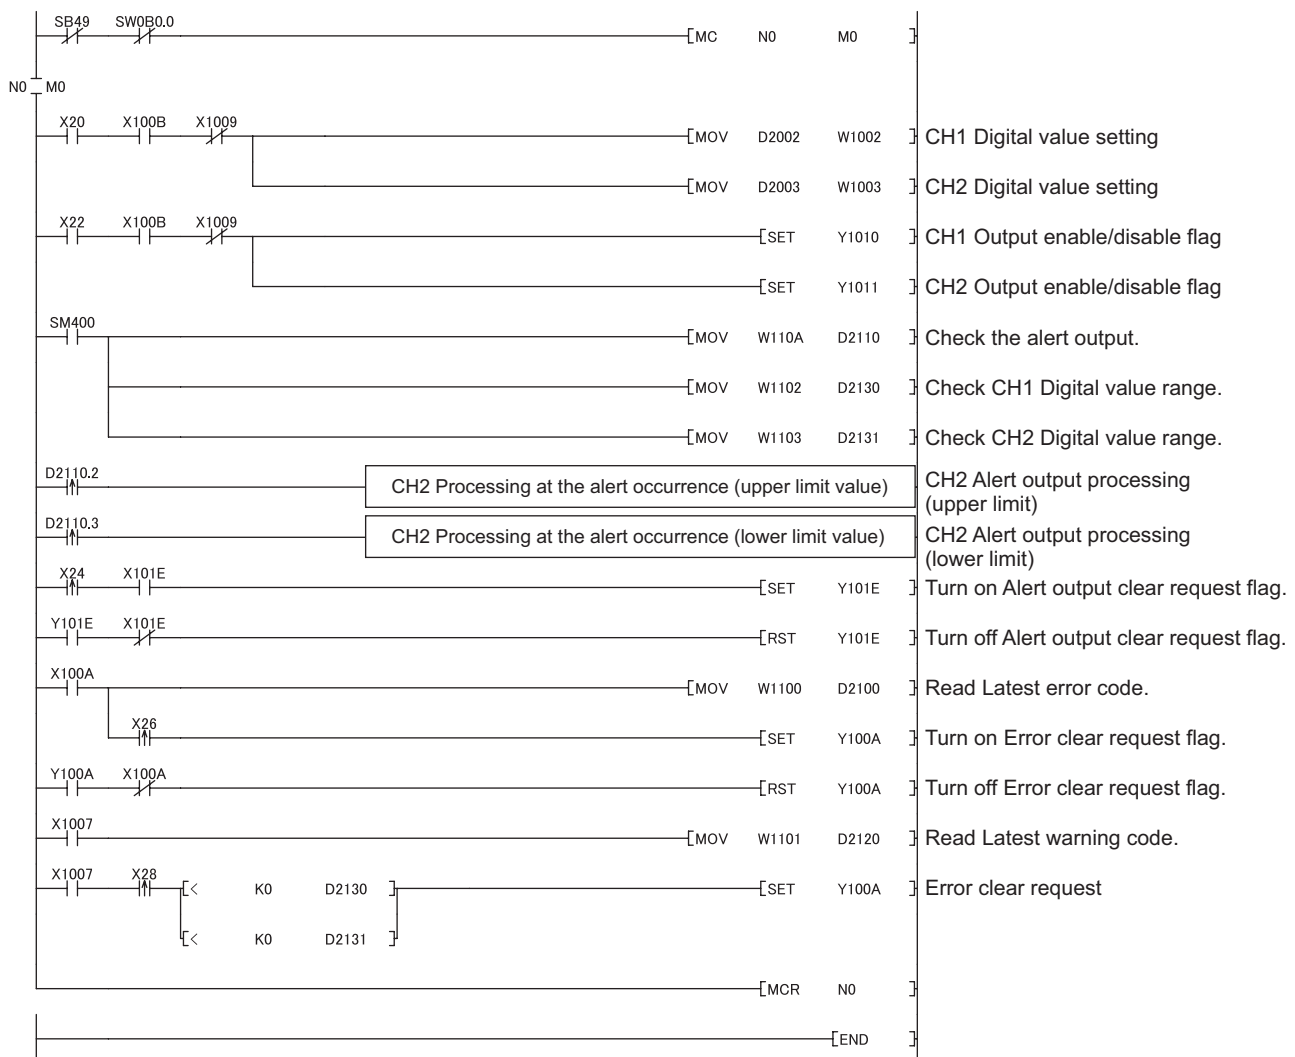 SB49 SW0B0.0
MC N0 M0
N0 M0
X20 X100B X1009
MOV D2002 W1002 CH1 Digital value setting
MOV D2003 W1003 CH2 Digital value setting
X22 X100B X1009
SET Y1010 CH1 Output enable/disable flag
SET Y1011 CH2 Output enable/disable flag
SM400
MOV W110A D2110 Check the alert output.
MOV W1102 D2130 Check CH1 Digital value range.
MOV W1103 D2131 Check CH2 Digital value range.
D2110.2
CH2 Processing at the alert occurrence (upper limit value) CH2 Alert output processing
(upper limit)
D2110.3
CH2 Processing at the alert occurrence (lower limit value) CH2 Alert output processing
(lower limit)
X24 X101E
SET Y101E Turn on Alert output clear request flag.
Y101E X101E
RST Y101E Turn off Alert output clear request flag.
X100A
MOV W1100 D2100 Read Latest error code.
X26
SET Y100A Turn on Error clear request flag.
Y100A X100A
RST Y100A Turn off Error clear request flag.
X1007
MOV W1101 D2120 Read Latest warning code.
X1007 X28
< K0 D2130 SET Y100A Error clear request
< K0 D2131
MCR N0
END